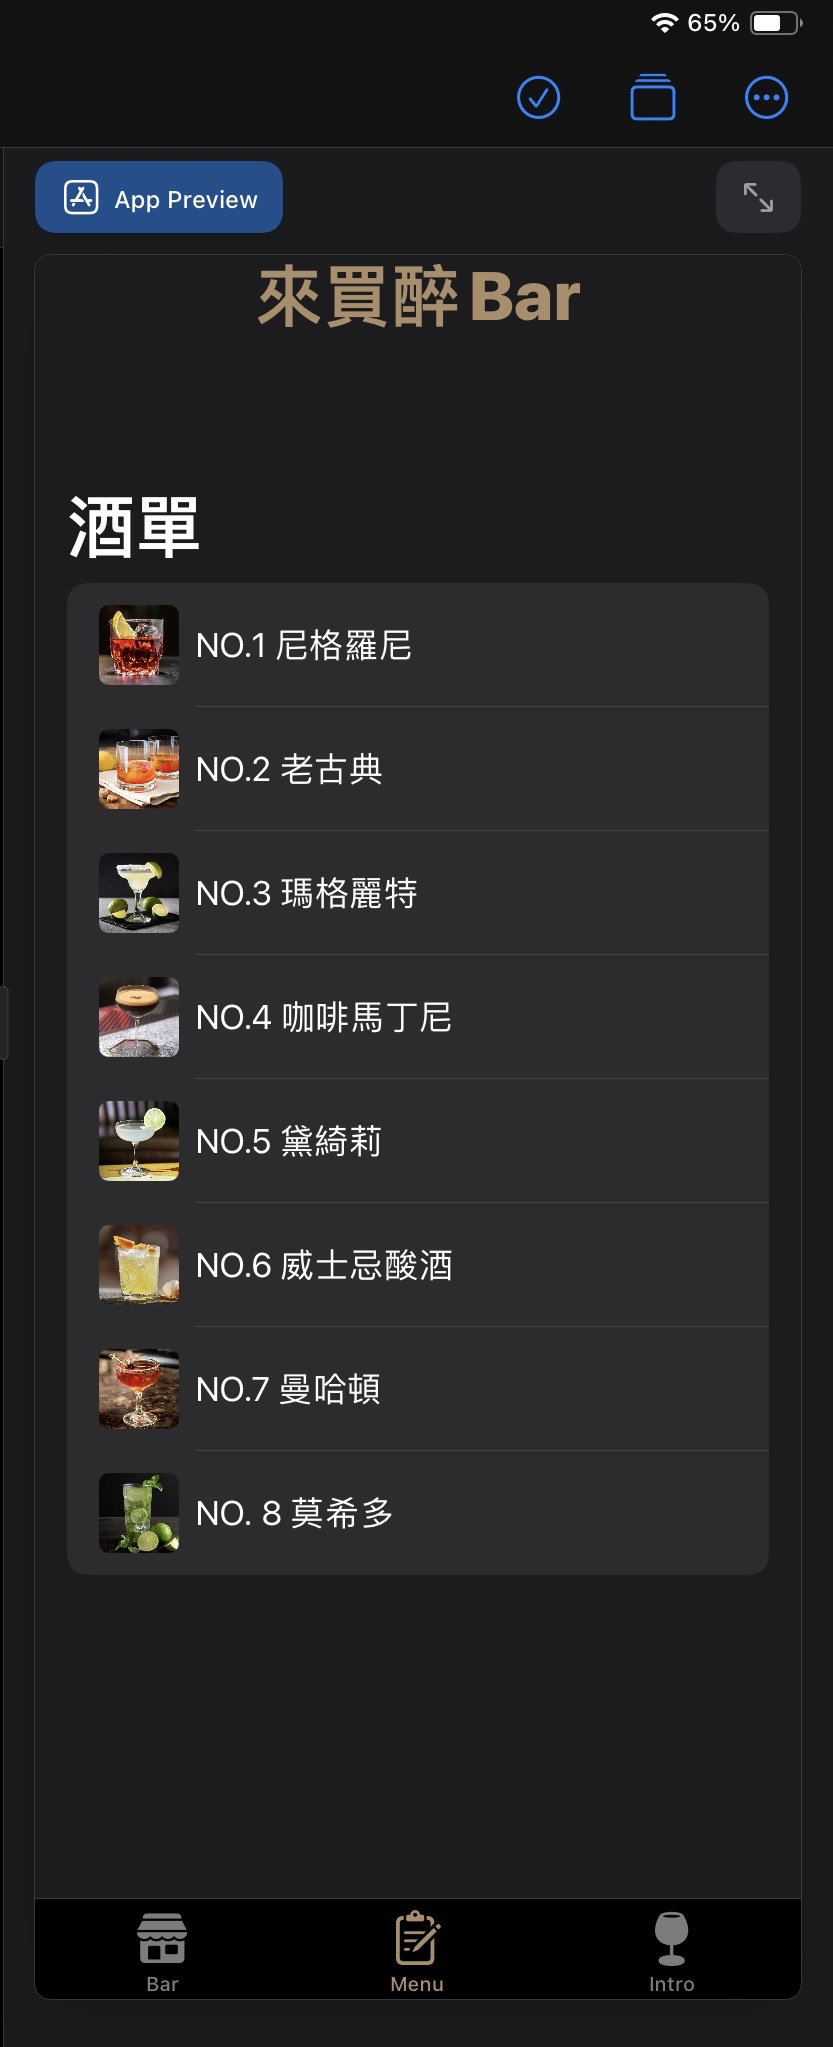 65%
App Preview
來買醉 Bar
酒單
NO.1 尼格羅尼
NO.2 老古典
NO.3 瑪格麗特
NO.4 咖啡馬丁尼
NO.5 黛綺莉
NO.6 威士忌酸酒
NO.7 曼哈頓
NO. 8 莫希多
Bar
Menu
Intro